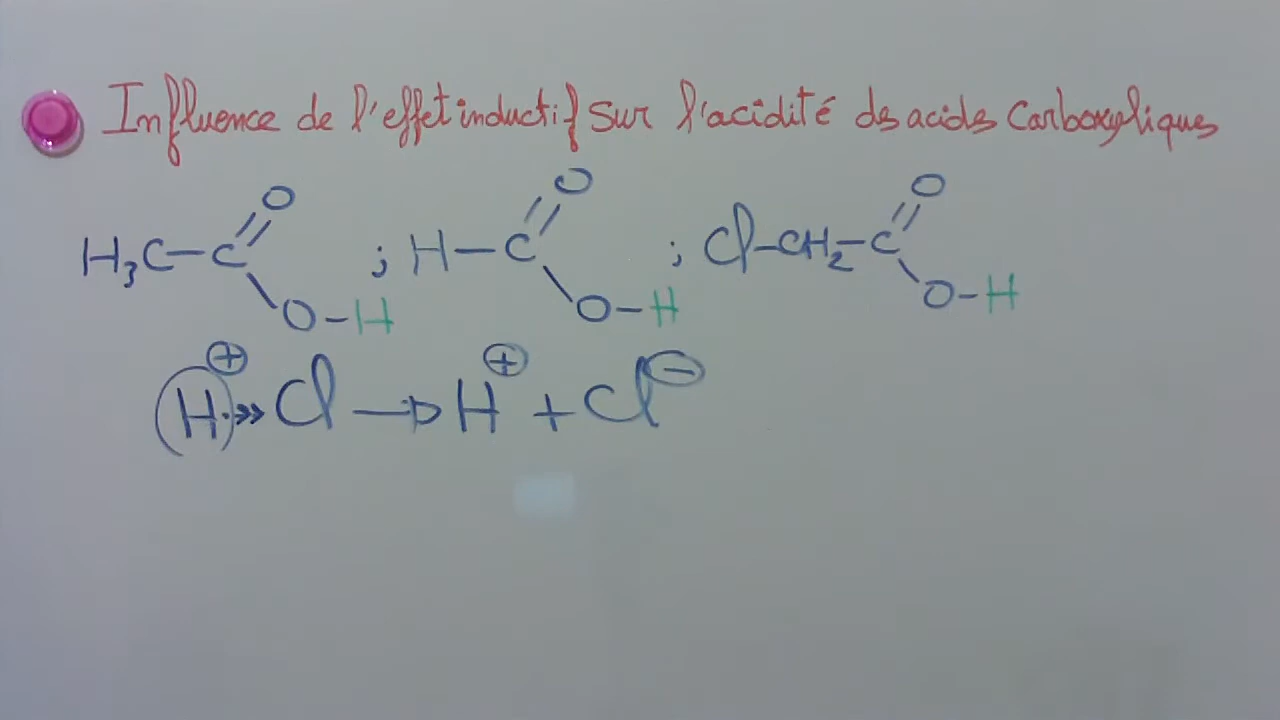 Influence de l'effet inductif sur l'acidité des acides Carboxyliques
H₃C—C(=O)O—H ; H—C(=O)O—H ; Cl—CH₂—C(=O)O—H
H⊕ ·» Cl → H⊕ + Cl⊖